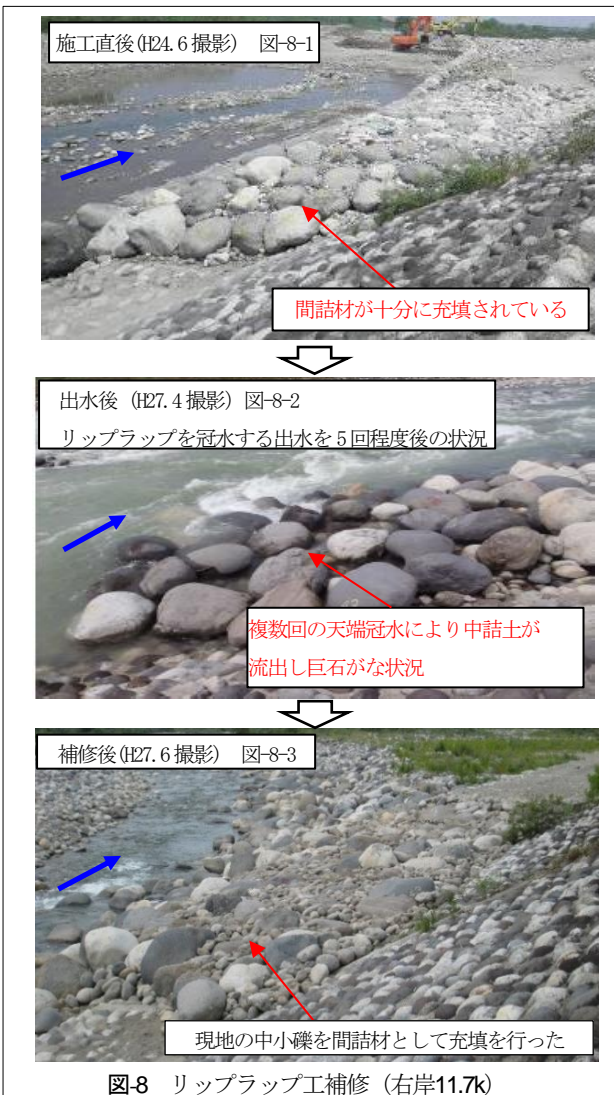 施工直後(H24.6撮影) 図-8-1
間詰材が十分に充填されている
出水後（H27.4撮影）図-8-2
リップラップを冠水する出水を5回程度後の状況
複数回の天端冠水により中詰土が
流出し巨石がな状況
補修後(H27.6撮影) 図-8-3
現地の中小礫を間詰材として充填を行った
図-8 リップラップ工補修（右岸11.7k）